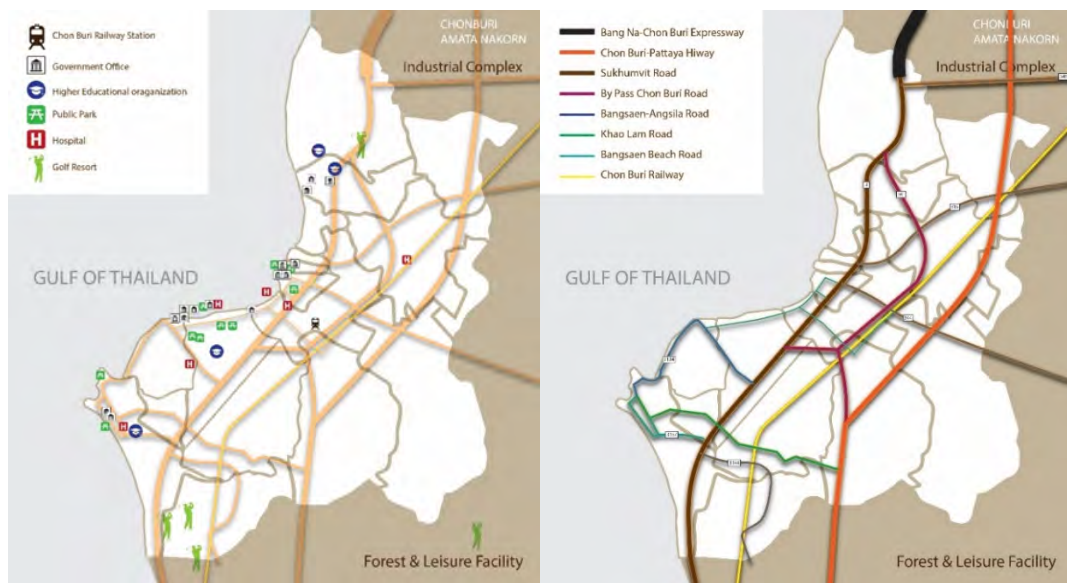 Chon Buri Railway Station
Government Office
Higher Educational oraganization
Public Park
Hospital
Golf Resort
CHONBURI
AMATA NAKORN
Industrial Complex
GULF OF THAILAND
Forest & Leisure Facility
Bang Na-Chon Buri Expressway
Chon Buri-Pattaya Hiway
Sukhumvit Road
By Pass Chon Buri Road
Bangsaen-Angsila Road
Khao Lam Road
Bangsaen Beach Road
Chon Buri Railway
CHONBURI
AMATA NAKORN
Industrial Complex
GULF OF THAILAND
Forest & Leisure Facility